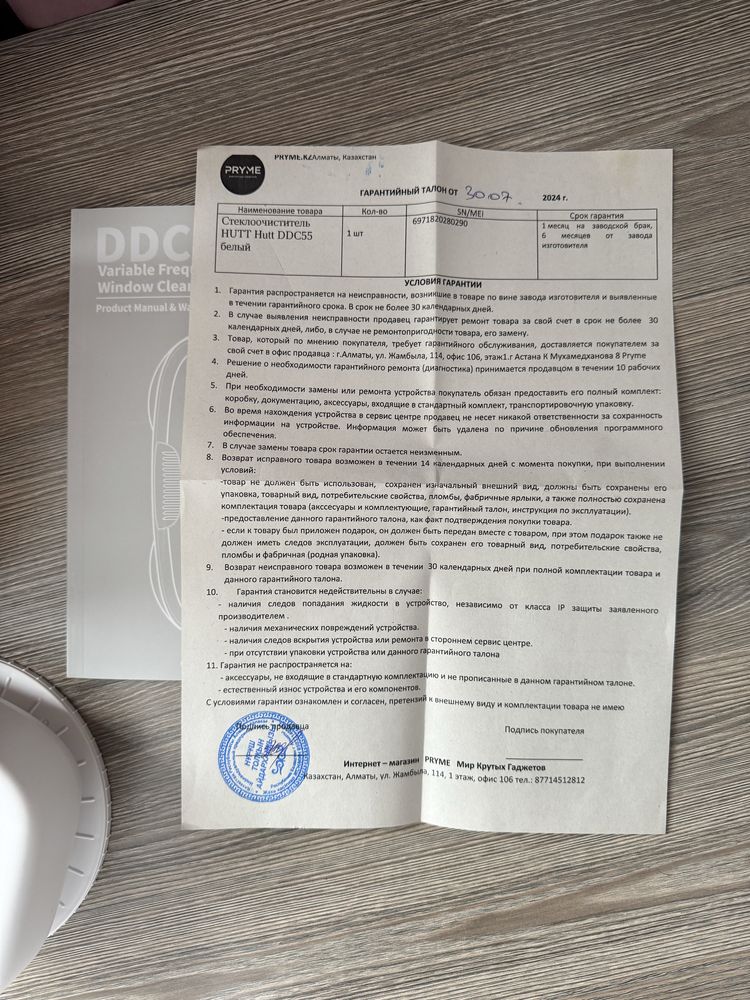 PRYME
PRYME.KZ Алматы, Казахстан
ГАРАНТИЙНЫЙ ТАЛОН ОТ 30.07. 2024 г.
Наименование товара Кол-во SN/MEI Срок гарантия
Стеклоочиститель HUTT Hutt DDC55 белый
1 шт
6971820280290
1 месяц на заводской брак,
6 месяцев от завода
изготовителя
УСЛОВИЯ ГАРАНТИИ
1. Гарантия распространяется на неисправности, возникшие в товаре по вине завода изготовителя и выявленные
в течении гарантийного срока. В срок не более 30 календарных дней.
2. В случае выявления неисправности продавец гарантирует ремонт товара за свой счет в срок не более 30
календарных дней, либо, в случае не ремонтопригодности товара, его замену.
3. Товар, который по мнению покупателя, требует гарантийного обслуживания, доставляется покупателем за
свой счет в офис продавца : г.Алматы, ул. Жамбыла, 114, офис 106, этаж1.г Астана К Мухамедханова 8 Pryme
4. Решение о необходимости гарантийного ремонта (диагностика) принимается продавцом в течении 10 рабочих
дней.
5. При необходимости замены или ремонта устройства покупатель обязан предоставить его полный комплект:
коробку, документацию, аксессуары, входящие в стандартный комплект, транспортировочную упаковку.
6. Во время нахождения устройства в сервис центре продавец не несет никакой ответственности за сохранность
информации на устройстве. Информация может быть удалена по причине обновления программного
обеспечения.
7. В случае замены товара срок гарантии остается неизменным.
8. Возврат исправного товара возможен в течении 14 календарных дней с момента покупки, при выполнении
условий:
-товар не должен быть использован, сохранен изначальный внешний вид, должны быть сохранены его
упаковка, товарный вид, потребительские свойства, пломбы, фабричные ярлыки, а также полностью сохранена
комплектация товара (акссесуары и комплектующие, гарантийный талон, инструкция по эксплуатации).
-предоставление данного гарантийного талона, как факт подтверждения покупки товара.
- если к товару был приложен подарок, он должен быть передан вместе с товаром, при этом подарок также не
должен иметь следов эксплуатации, должен быть сохранен его товарный вид, потребительские свойства,
пломбы и фабричная (родная упаковка).
9. Возврат неисправного товара возможен в течении 30 календарных дней при полной комплектации товара и
данного гарантийного талона.
10. Гарантия становится недействительны в случае:
- наличия следов попадания жидкости в устройство, независимо от класса IP защиты заявленного
производителем .
- наличия механических повреждений устройства.
- наличия следов вскрытия устройства или ремонта в стороннем сервис центре.
- при отсутствии упаковки устройства или данного гарантийного талона
11. Гарантия не распространяется на:
- аксессуары, не входящие в стандартную комплектацию и не прописанные в данном гарантийном талоне.
- естественный износ устройства и его компонентов.
С условиями гарантии ознакомлен и согласен, претензий к внешнему виду и комплектации товара не имею
Подпись продавца
Подпись покупателя
Интернет – магазин PRYME Мир Крутых Гаджетов
Казахстан, Алматы, ул. Жамбыла, 114, 1 этаж, офис 106 тел.: 87714512812
НҰРАШ
ТОЛҚЫН
АЙДАРХАНҚЫЗЫ
DDC
Variable Frequ
Window Clean
Product Manual & Wa